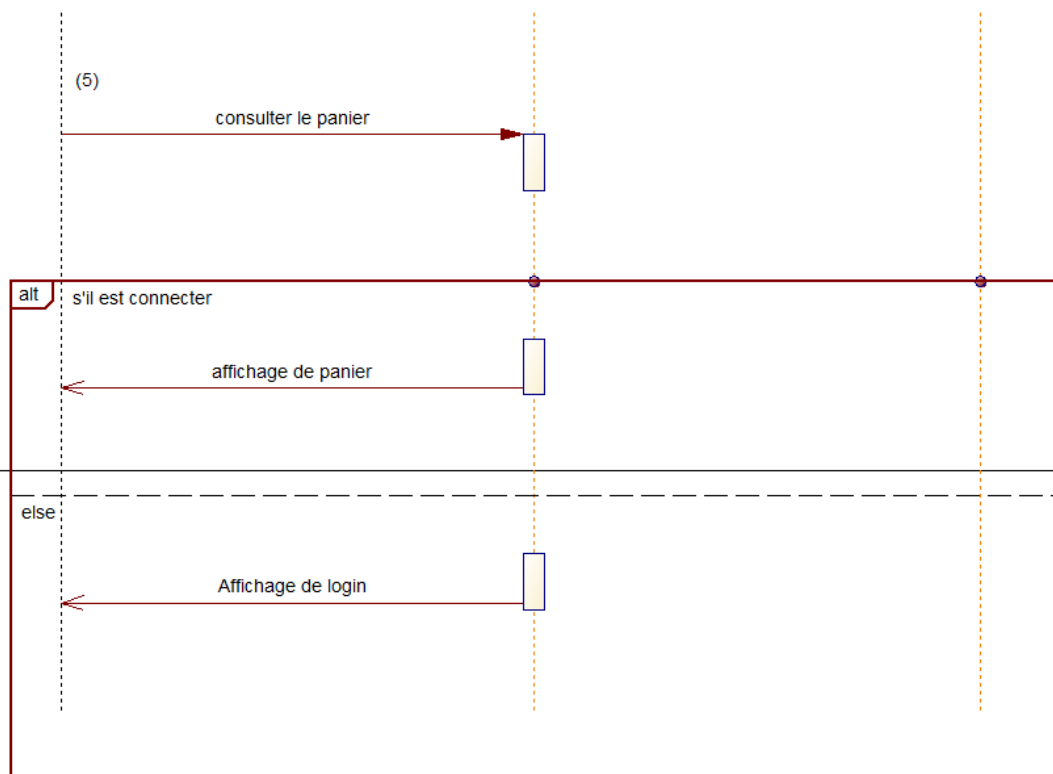 (5)
consulter le panier
alt
s'il est connecter
affichage de panier
else
Affichage de login